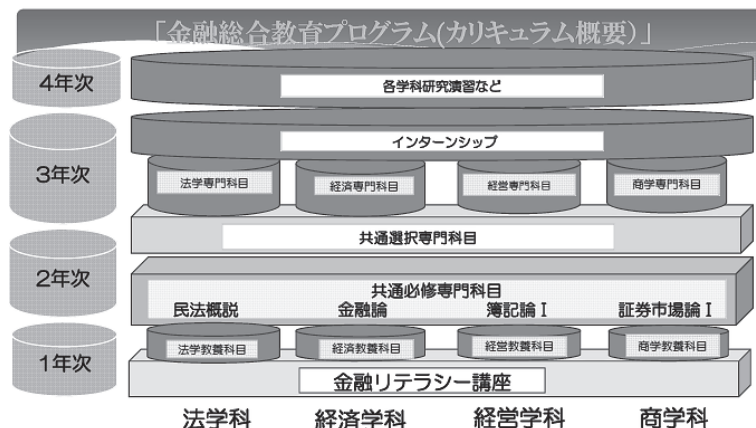 「金融総合教育プログラム(カリキュラム概要)」
4年次
各学科研究演習など
インターンシップ
3年次
法学専門科目 経済専門科目 経営専門科目 商学専門科目
共通選択専門科目
2年次
共通必修専門科目
民法概説 金融論 簿記論Ⅰ 証券市場論Ⅰ
1年次
法学教養科目 経済教養科目 経営教養科目 商学教養科目
金融リテラシー講座
法学科 経済学科 経営学科 商学科